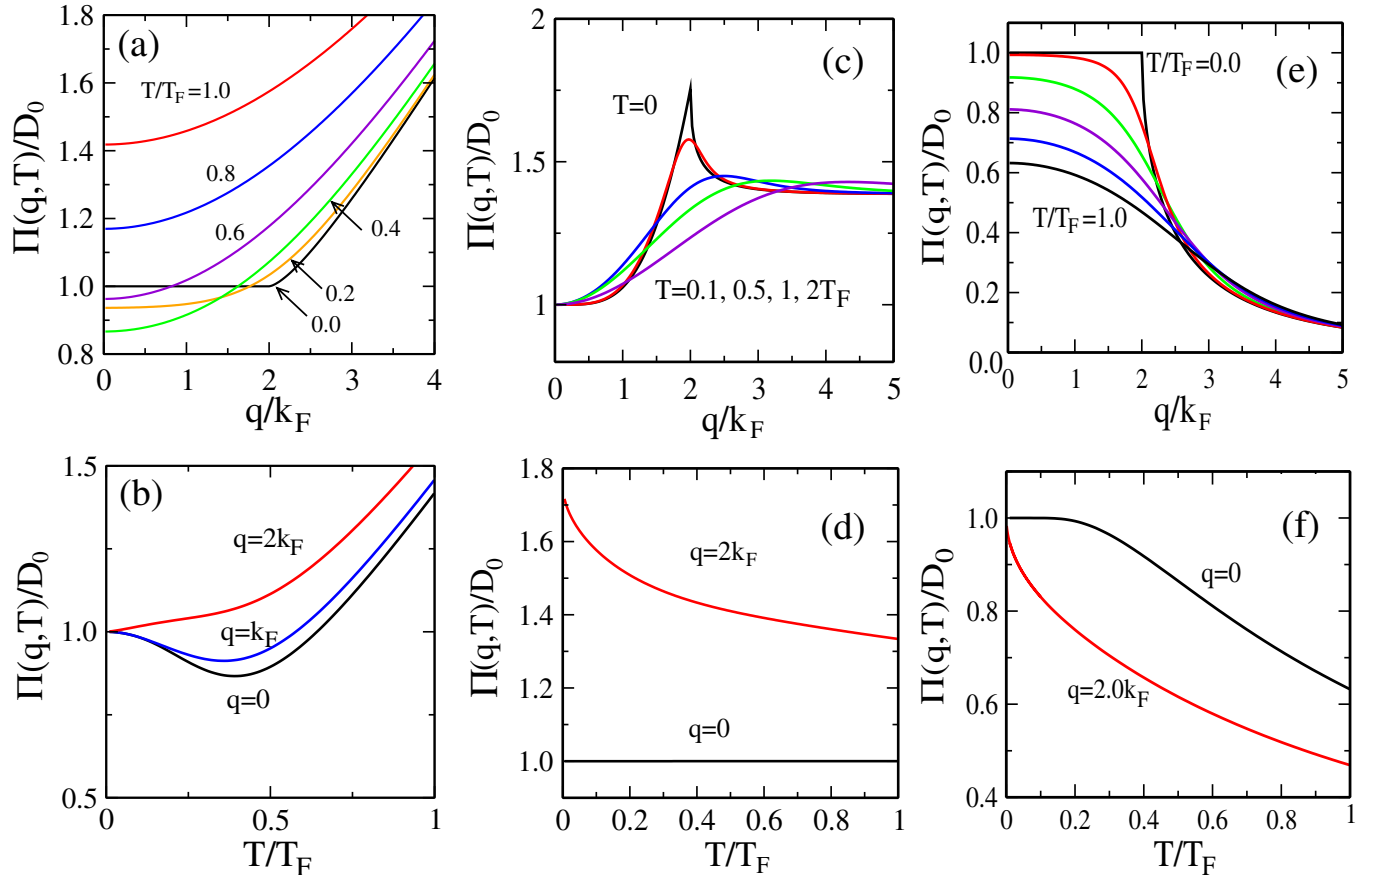 (a)
1.8
1.6
1.4
1.2
1.0
0.8
Π(q,T)/D₀
T/T_F=1.0
0.8
0.6
0.4
0.2
0.0
0 1 2 3 4
q/k_F
(c)
2
1.5
1
Π(q,T)/D₀
T=0
T=0.1, 0.5, 1, 2T_F
0 1 2 3 4 5
q/k_F
(e)
1.0
0.8
0.6
0.4
0.2
0.0
Π(q,T)/D₀
T/T_F=0.0
T/T_F=1.0
0 1 2 3 4 5
q/k_F
(b)
1.5
1.0
0.5
Π(q,T)/D₀
q=2k_F
q=k_F
q=0
0 0.5 1
T/T_F
(d)
1.8
1.6
1.4
1.2
1.0
Π(q,T)/D₀
q=2k_F
q=0
0 0.2 0.4 0.6 0.8 1
T/T_F
(f)
1.0
0.8
0.6
0.4
Π(q,T)/D₀
q=0
q=2.0k_F
0 0.2 0.4 0.6 0.8 1
T/T_F